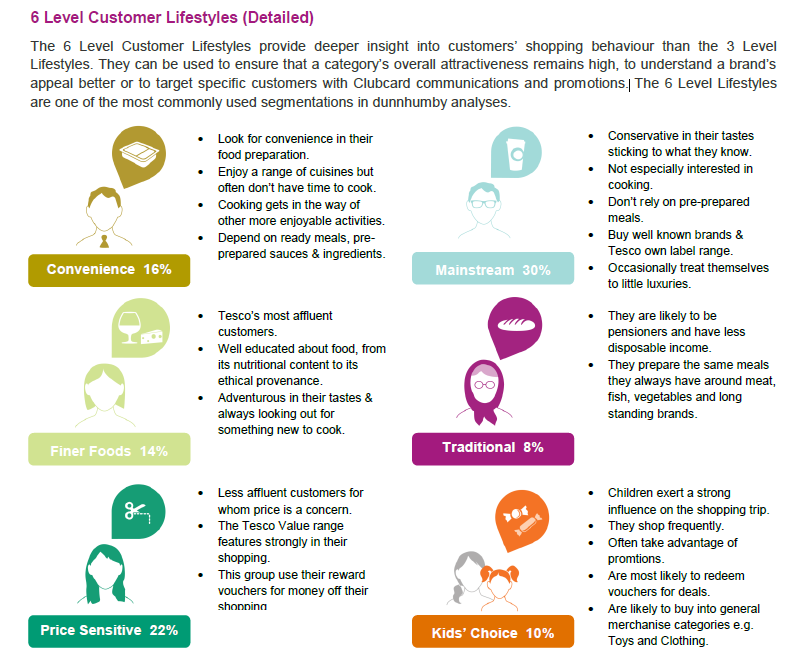 6 Level Customer Lifestyles (Detailed)
The 6 Level Customer Lifestyles provide deeper insight into customers' shopping behaviour than the 3 Level
Lifestyles. They can be used to ensure that a category's overall attractiveness remains high, to understand a brand's
appeal better or to target specific customers with Clubcard communications and promotions. The 6 Level Lifestyles
are one of the most commonly used segmentations in dunnhumby analyses.
• Look for convenience in their
food preparation.
• Enjoy a range of cuisines but
often don't have time to cook.
• Cooking gets in the way of
other more enjoyable activities.
• Depend on ready meals, pre-
prepared sauces & ingredients.
Convenience 16%
• Conservative in their tastes
sticking to what they know.
• Not especially interested in
cooking.
• Don't rely on pre-prepared
meals.
• Buy well known brands &
Tesco own label range.
• Occasionally treat themselves
to little luxuries.
Mainstream 30%
• Tesco's most affluent
customers.
• Well educated about food, from
its nutritional content to its
ethical provenance.
• Adventurous in their tastes &
always looking out for
something new to cook.
Finer Foods 14%
• They are likely to be
pensioners and have less
disposable income.
• They prepare the same meals
they always have around meat,
fish, vegetables and long
standing brands.
Traditional 8%
• Less affluent customers for
whom price is a concern.
• The Tesco Value range
features strongly in their
shopping.
• This group use their reward
vouchers for money off their
shopping
Price Sensitive 22%
• Children exert a strong
influence on the shopping trip.
• They shop frequently.
• Often take advantage of
promtions.
• Are most likely to redeem
vouchers for deals.
• Are likely to buy into general
merchanise categories e.g.
Toys and Clothing.
Kids' Choice 10%